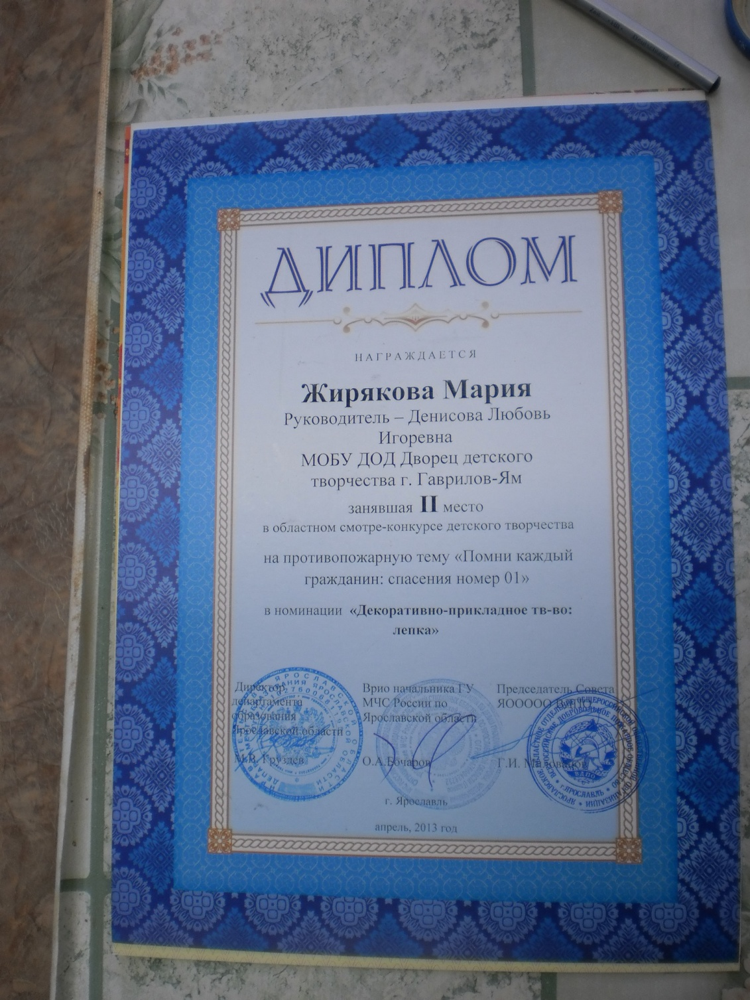 ДИПЛОМ
НАГРАЖДАЕТСЯ
Жирякова Мария
Руководитель – Денисова Любовь
Игоревна
МОБУ ДОД Дворец детского
творчества г. Гаврилов-Ям
занявшая II место
в областном смотре-конкурсе детского творчества
на противопожарную тему «Помни каждый
гражданин: спасения номер 01»
в номинации «Декоративно-прикладное тв-во:
лепка»
Директор
департамента
образования
Ярославской области
М.В. Груздев
Врио начальника ГУ
МЧС России по
Ярославской области
О.А.Бочаров
Председатель Совета
ЯООООО ВДПО
Г.И.
г. Ярославль
апрель, 2013 год